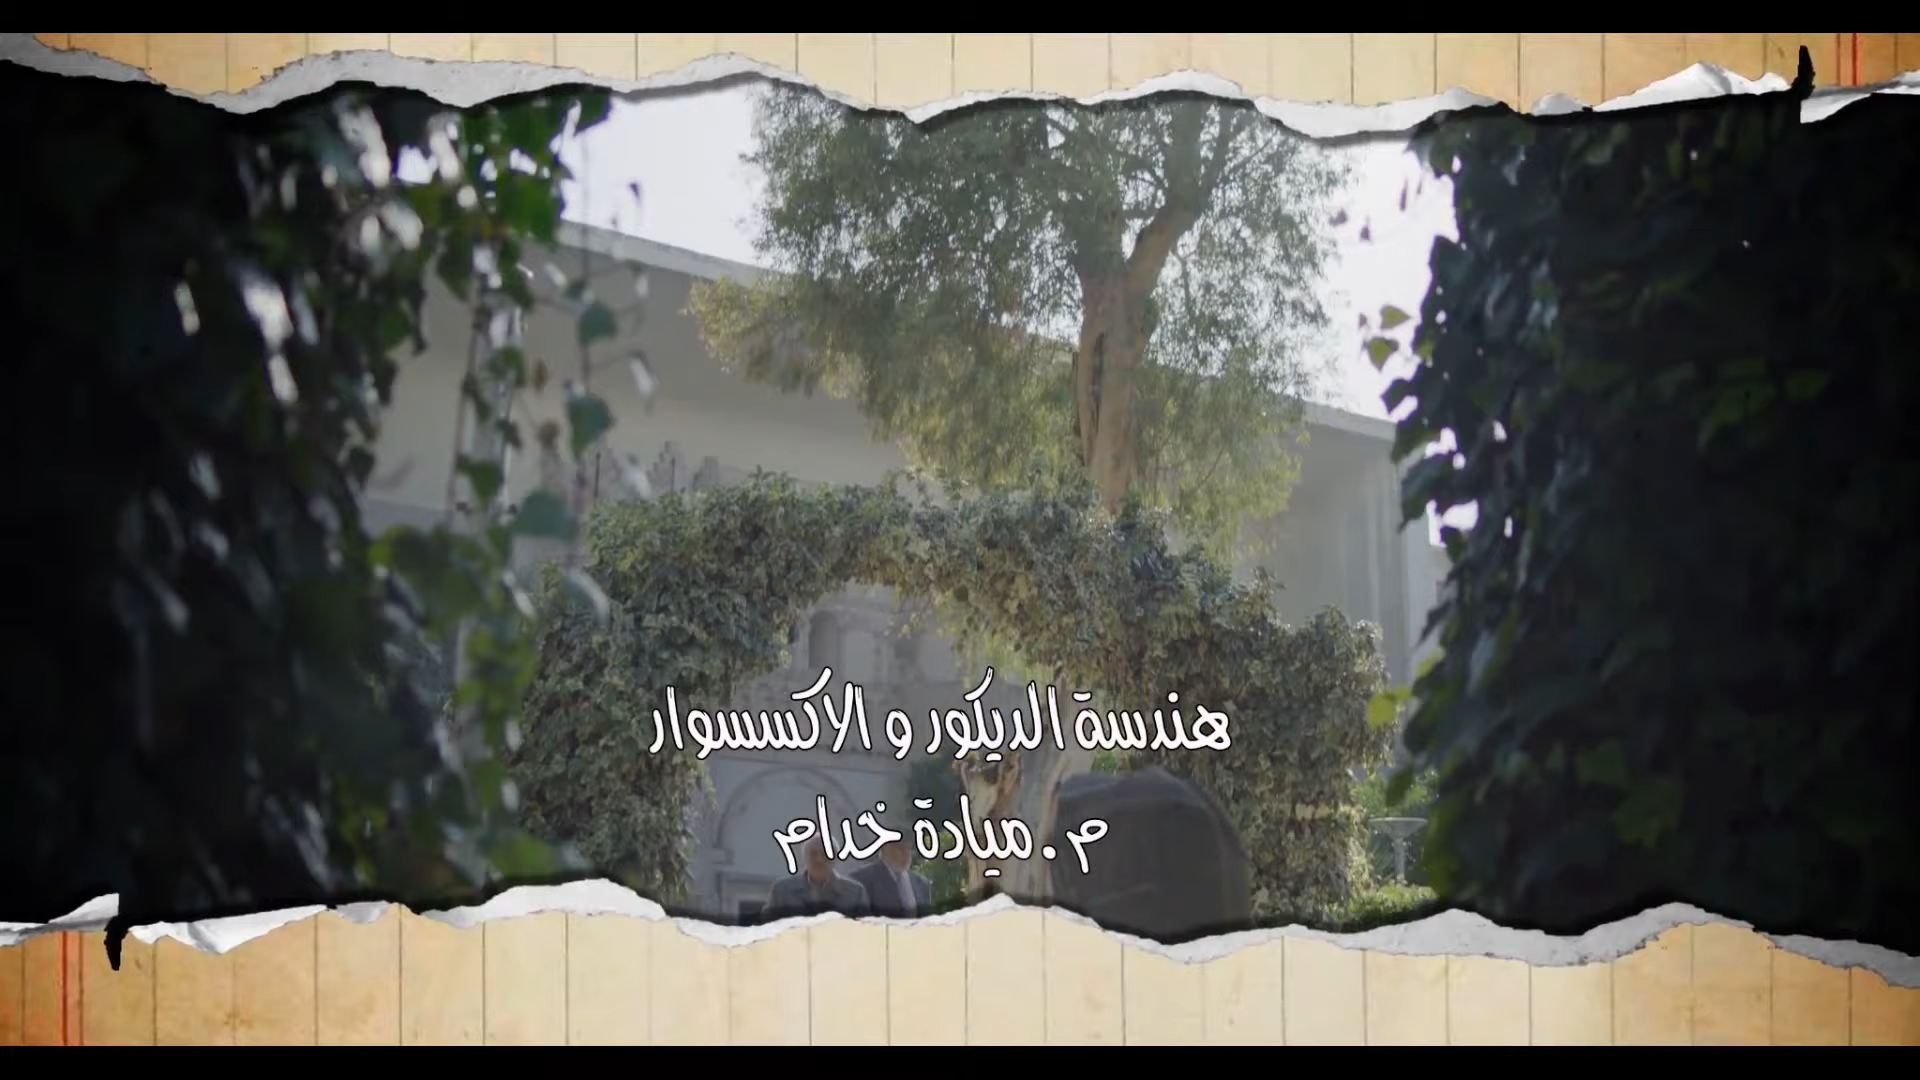 هندسة الديكور و الاكسسوار
م . ميادة خدام